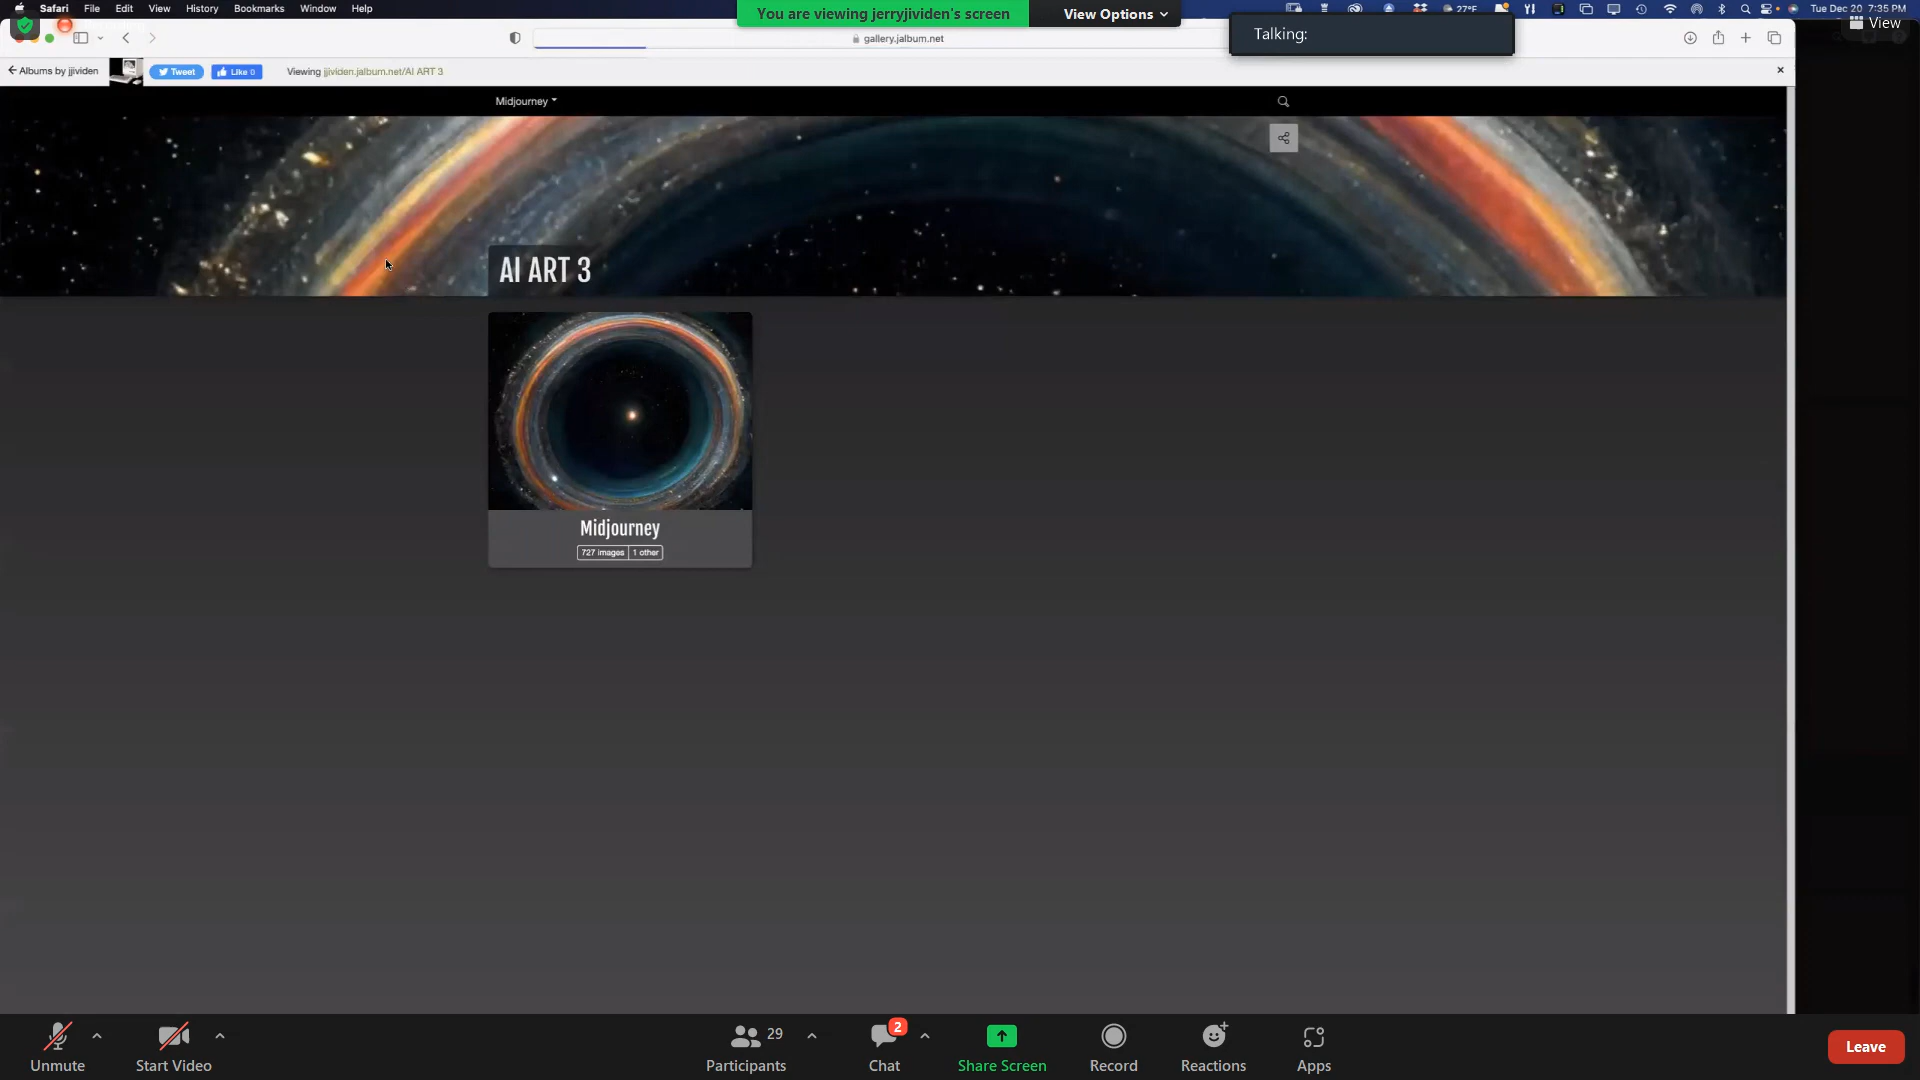 Safari File Edit View History Bookmarks Window Help
You are viewing jerryjividen's screen View Options
27°F
Tue Dec 20 7:35 PM
Talking:
View
gallery.jalbum.net
Albums by jjividen Tweet Like 0 Viewing jjividen.jalbum.net/AI ART 3
Midjourney
AI ART 3
Midjourney
727 images 1 other
29
2
Unmute Start Video Participants Chat Share Screen Record Reactions Apps Leave